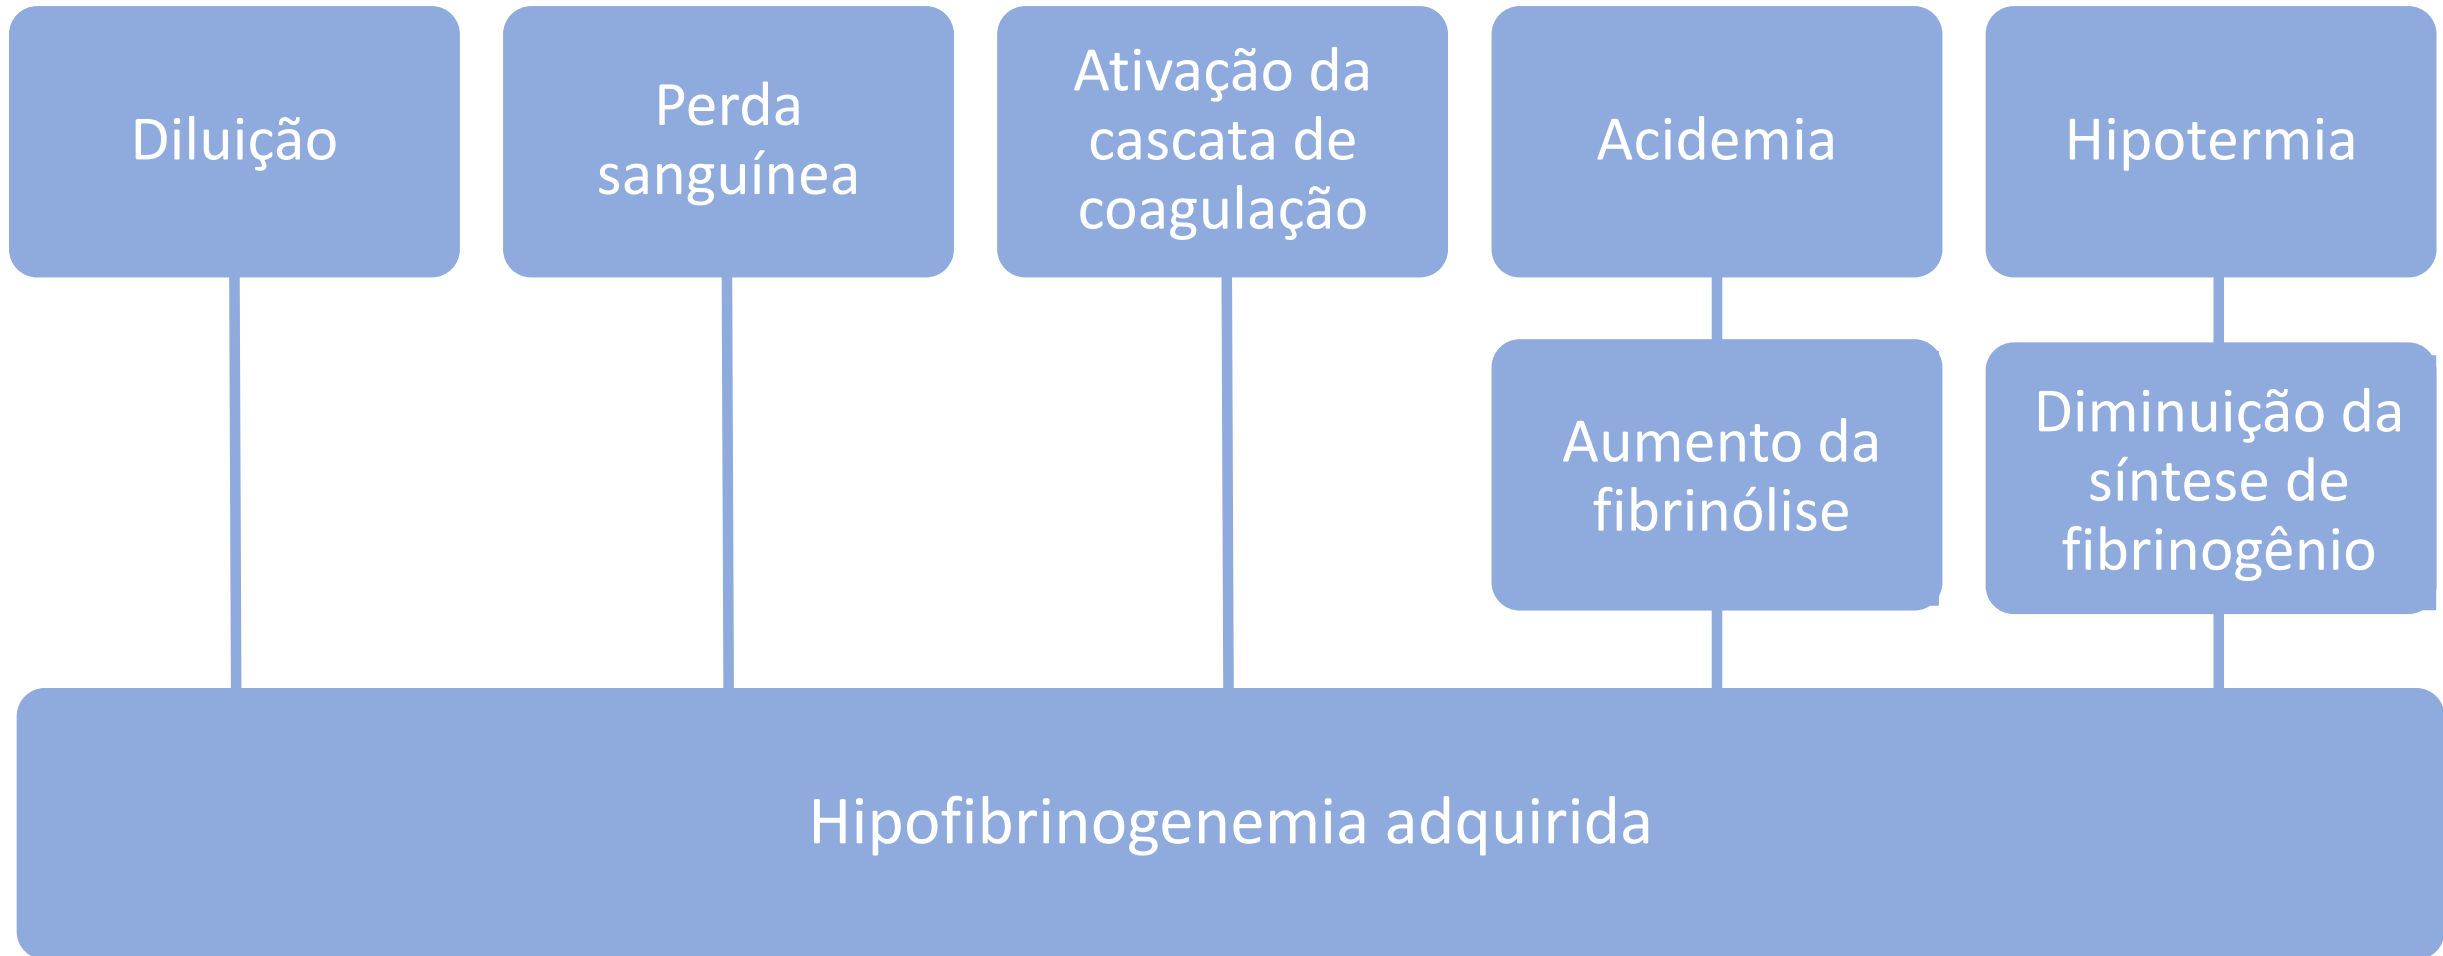 Diluição
Perda
sanguínea
Ativação da
cascata de
coagulação
Acidemia
Hipotermia
Aumento da
fibrinólise
Diminuição da
síntese de
fibrinogênio
Hipofibrinogenemia adquirida